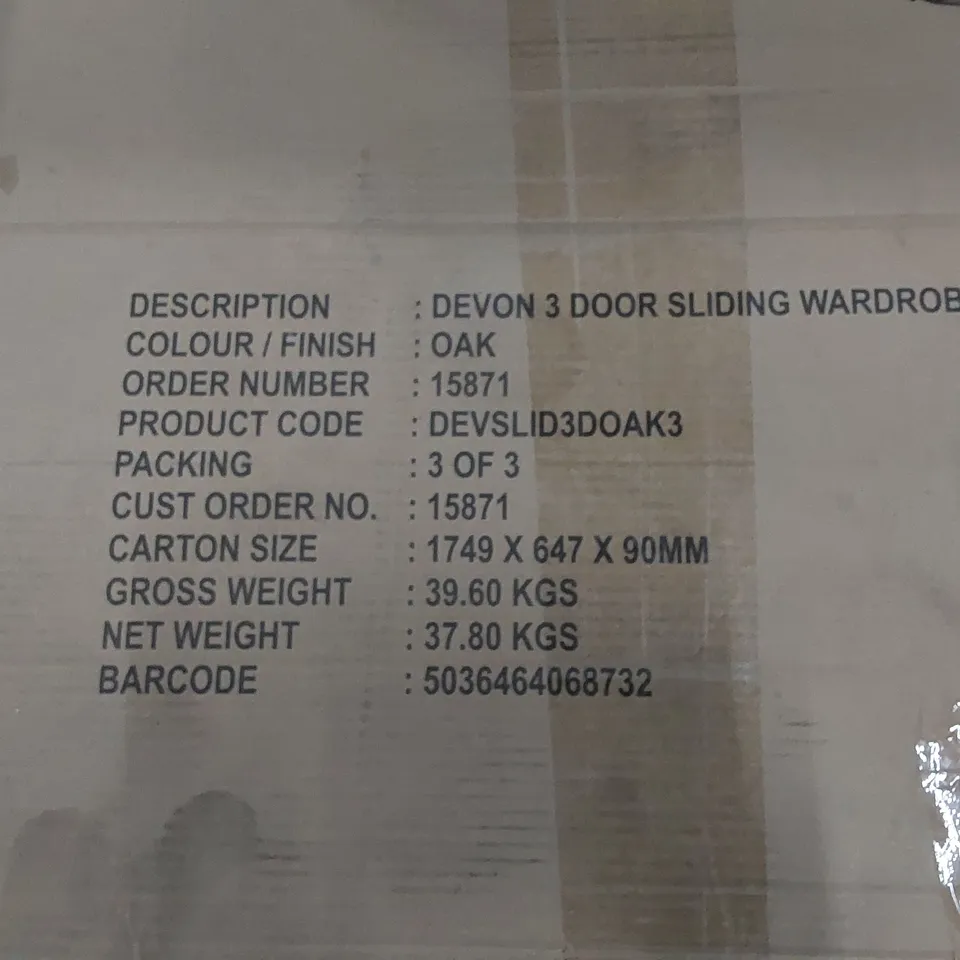 DESCRIPTION : DEVON 3 DOOR SLIDING WARDROB
COLOUR / FINISH : OAK
ORDER NUMBER : 15871
PRODUCT CODE : DEVSLID3DOAK3
PACKING : 3 OF 3
CUST ORDER NO. : 15871
CARTON SIZE : 1749 X 647 X 90MM
GROSS WEIGHT : 39.60 KGS
NET WEIGHT : 37.80 KGS
BARCODE : 5036464068732